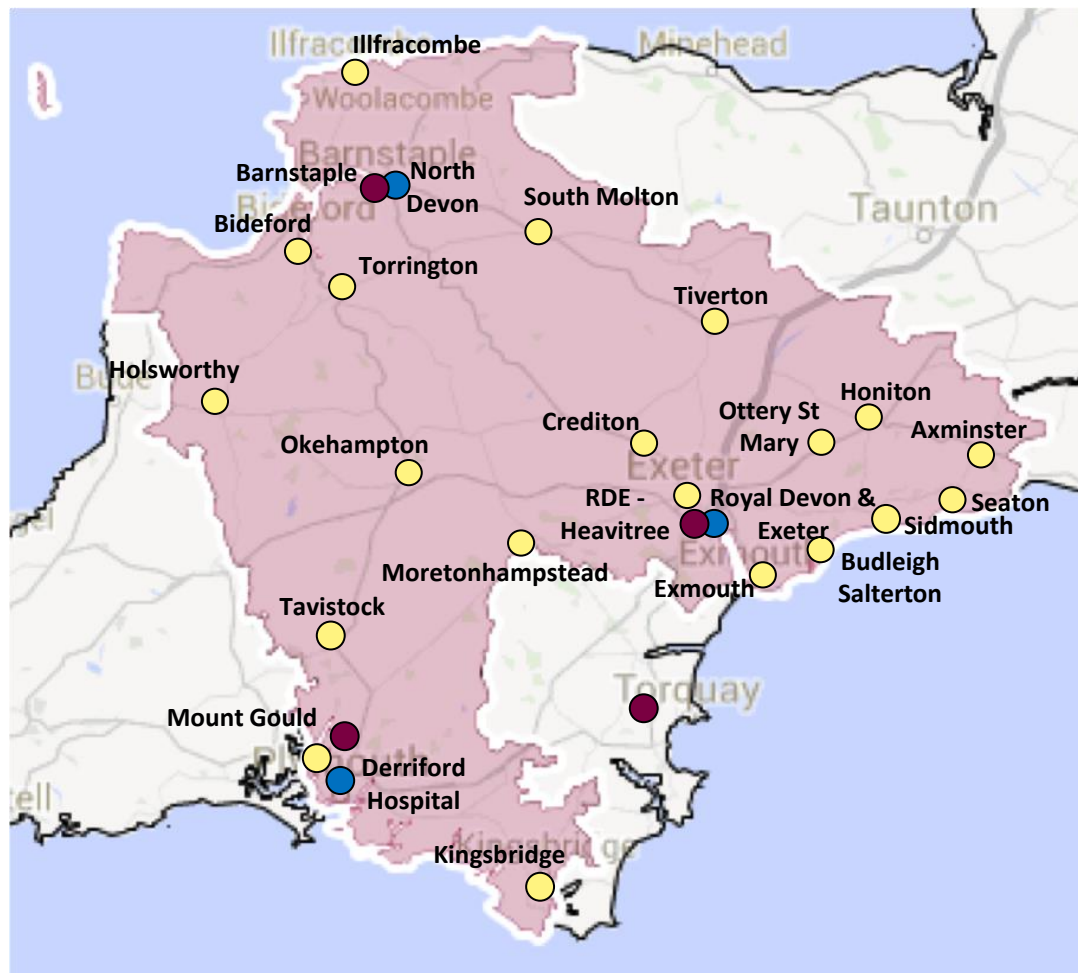 Ilfracombe
Illfracombe
Minehead
Woolacombe
Barnstaple
Barnstaple
North
Devon
Bideford
Bideford
South Molton
Taunton
Torrington
Tiverton
Bude
Holsworthy
Honiton
Ottery St
Mary
Crediton
Axminster
Okehampton
Exeter
RDE -
Heavitree
Royal Devon &
Exeter
Seaton
Sidmouth
Exmouth
Budleigh
Salterton
Moretonhampstead
Exmouth
Tavistock
Torquay
Mount Gould
Plymouth
Derriford
Hospital
Kingsbridge
Kingsbridge